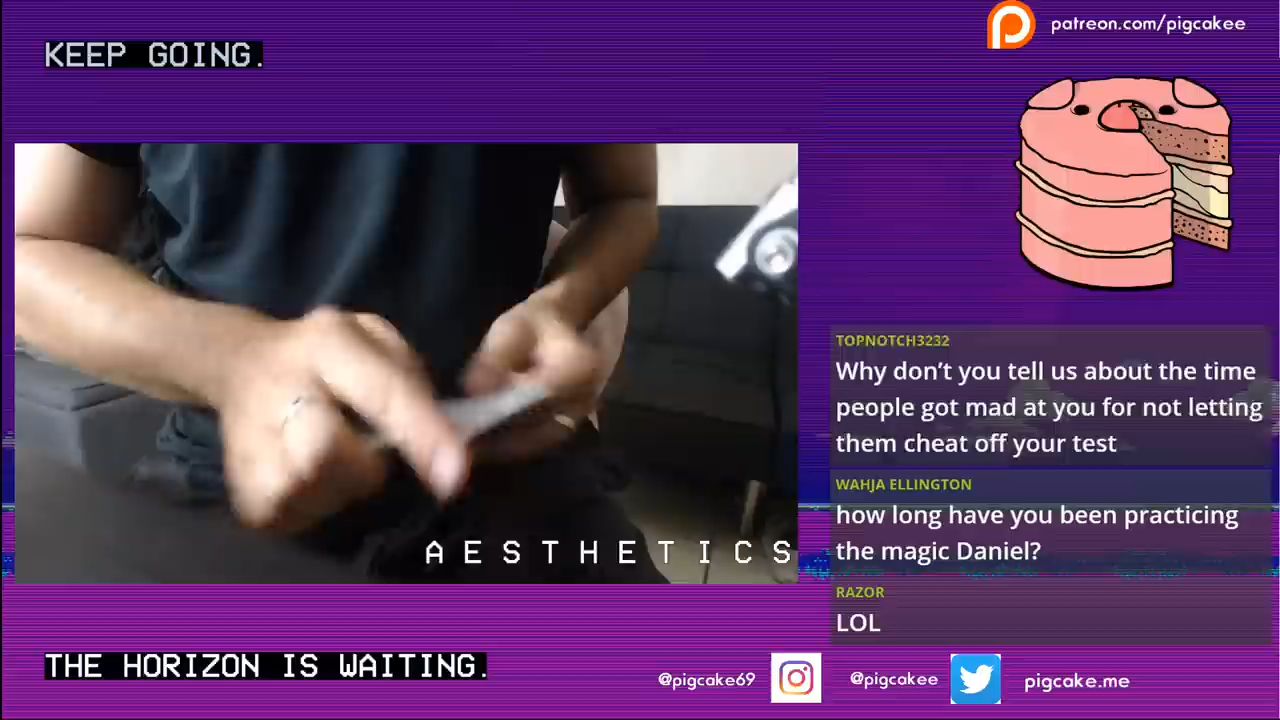 KEEP GOING.
patreon.com/pigcakee
TOPNOTCH3232
Why don’t you tell us about the time
people got mad at you for not letting
them cheat off your test
WAHJA ELLINGTON
how long have you been practicing
the magic Daniel?
RAZOR
LOL
AESTHETICS
THE HORIZON IS WAITING.
@pigcake69
@pigcakee
pigcake.me